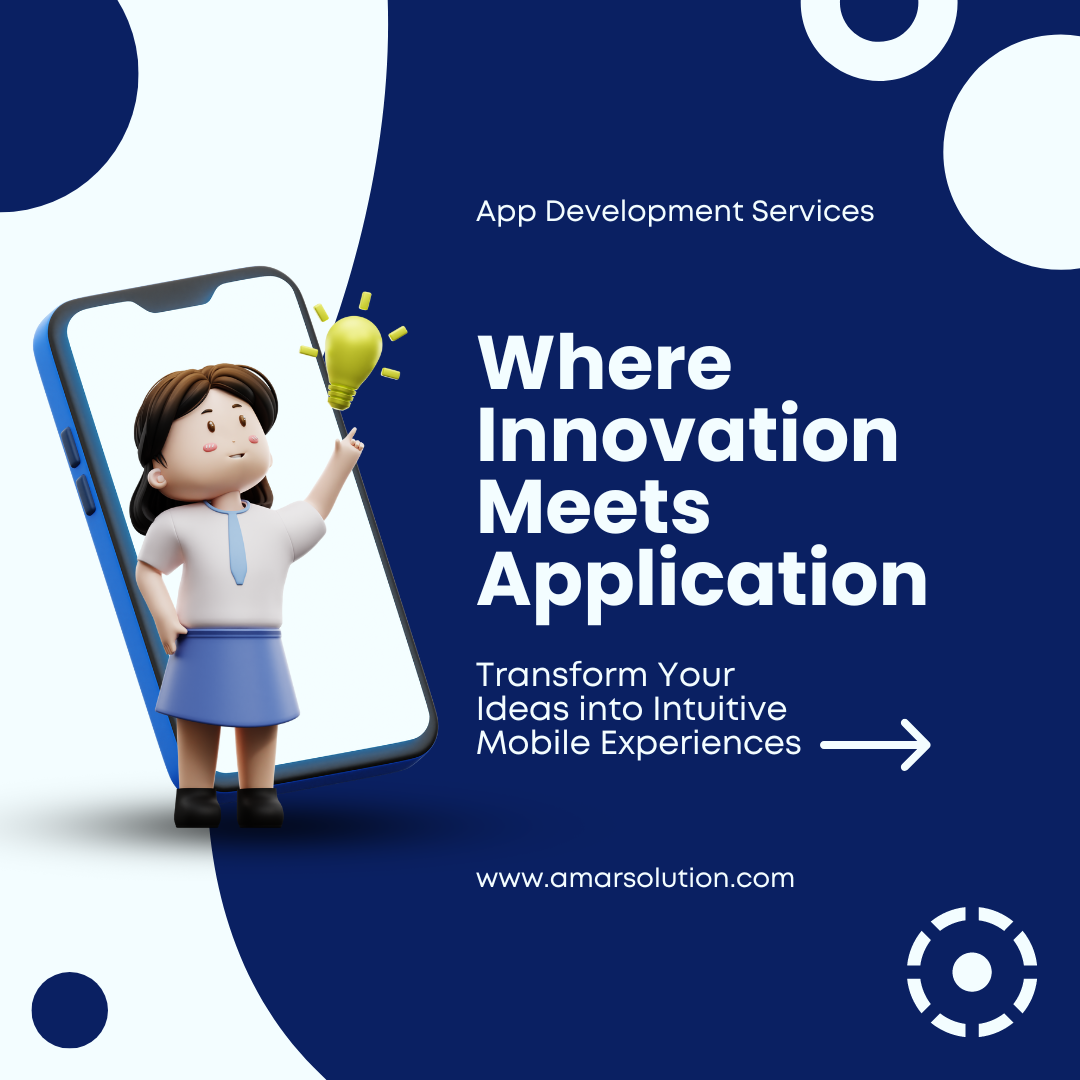 App Development Services
Where
Innovation
Meets
Application
Transform Your
Ideas into Intuitive
Mobile Experiences
www.amarsolution.com